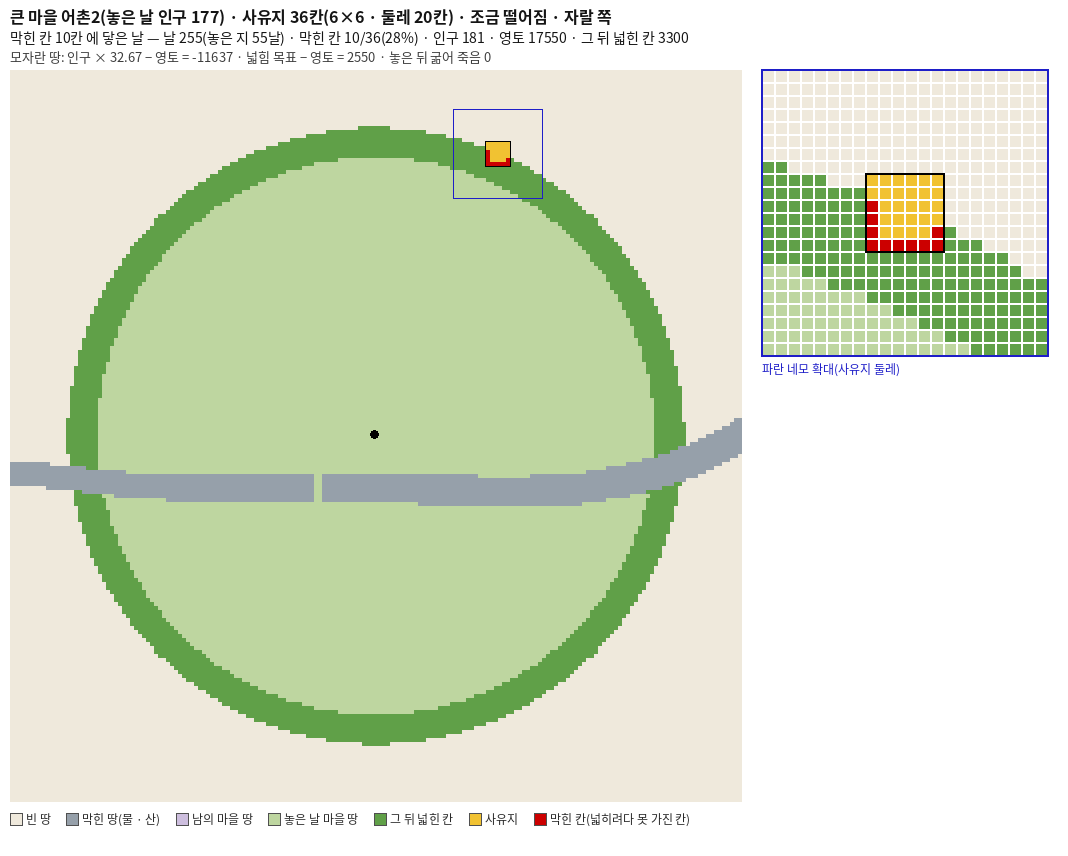 큰 마을 어촌2(놓은 날 인구 177) · 사유지 36칸(6×6 · 둘레 20칸) · 조금 떨어짐 · 자랄 쪽
막힌 칸 10칸 에 닿은 날 — 날 255(놓은 지 55날) · 막힌 칸 10/36(28%) · 인구 181 · 영토 17550 · 그 뒤 넓힌 칸 3300
모자란 땅: 인구 × 32.67 − 영토 = -11637 · 넓힘 목표 − 영토 = 2550 · 놓은 뒤 굶어 죽음 0
파란 네모 확대(사유지 둘레)
빈 땅 막힌 땅(물 · 산) 남의 마을 땅 놓은 날 마을 땅 그 뒤 넓힌 칸 사유지 막힌 칸(넓히려다 못 가진 칸)